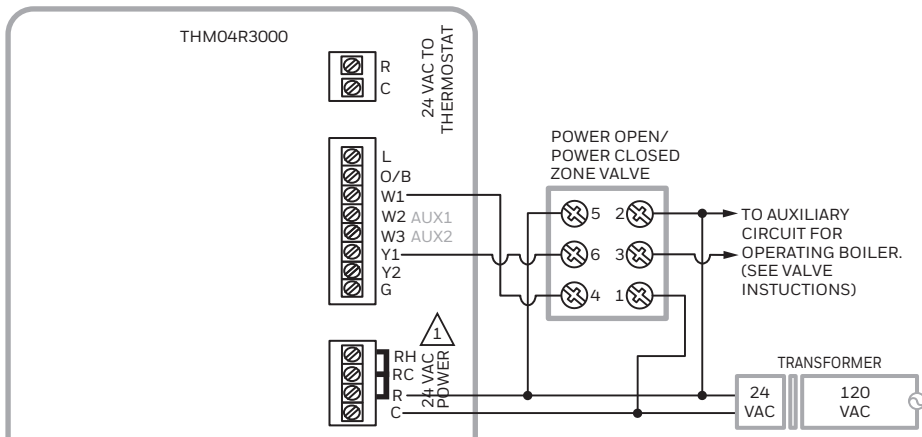 THM04R3000
R
C
24 VAC TO
THERMOSTAT
L
O/B
W1
W2 AUX1
W3 AUX2
Y1
Y2
G
POWER OPEN/
POWER CLOSED
ZONE VALVE
5 2
6 3
4 1
TO AUXILIARY
CIRCUIT FOR
OPERATING BOILER.
(SEE VALVE
INSTUCTIONS)
1
RH
RC
R
C
24 VAC
POWER
TRANSFORMER
24
VAC
120
VAC